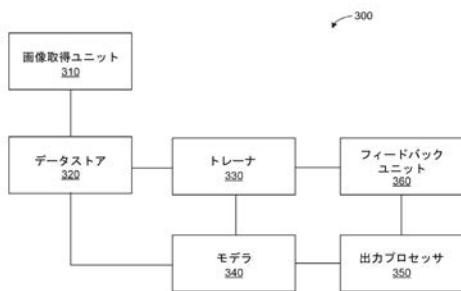 300
画像取得ユニット
310
データストア
320
トレーナ
330
フィードバック
ユニット
360
モデラ
340
出力プロセッサ
350